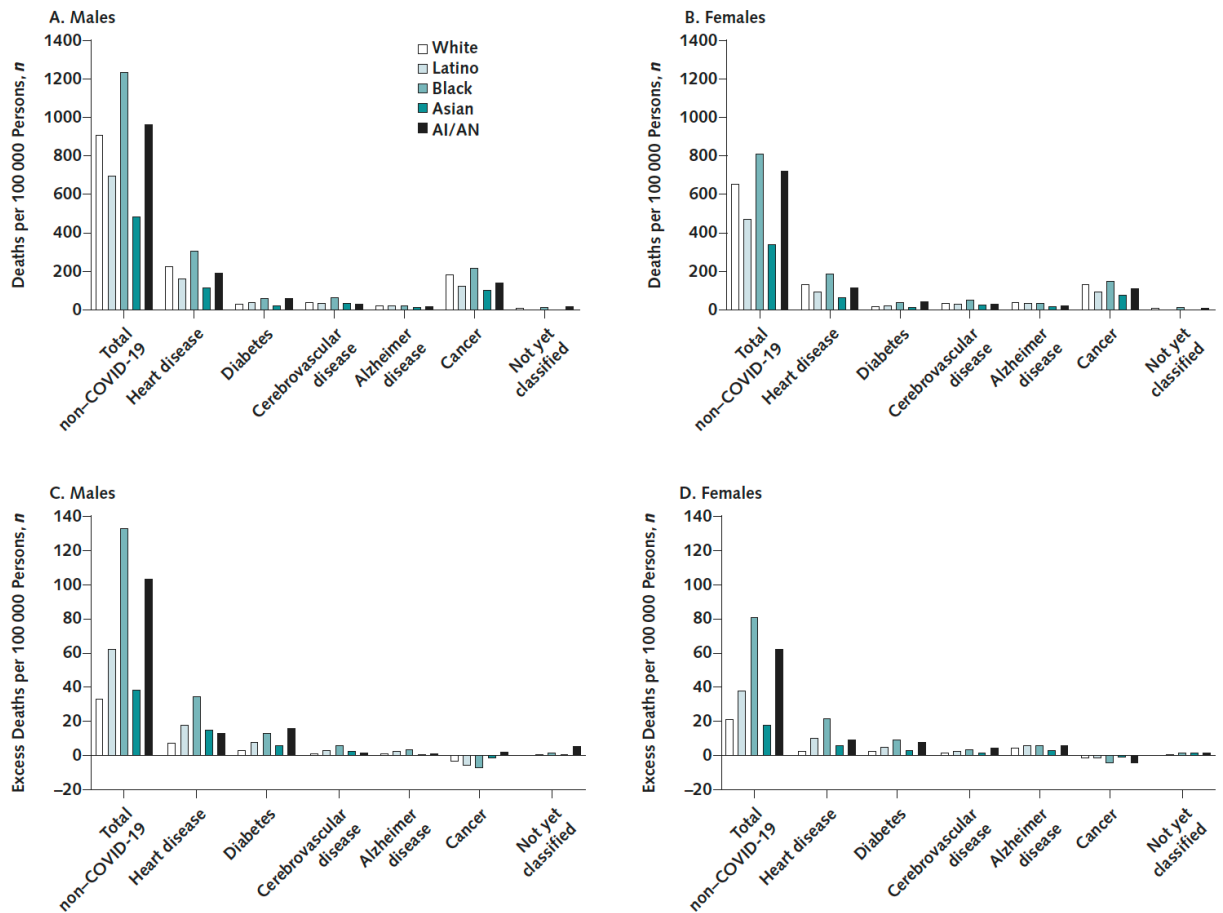 A. Males
Deaths per 100 000 Persons, n
1400
1200
1000
800
600
400
200
0
White
Latino
Black
Asian
AI/AN
Total
non–COVID-19
Heart disease
Diabetes
Cerebrovascular
disease
Alzheimer
disease
Cancer
Not yet
classified
B. Females
Deaths per 100 000 Persons, n
1400
1200
1000
800
600
400
200
0
Total
non–COVID-19
Heart disease
Diabetes
Cerebrovascular
disease
Alzheimer
disease
Cancer
Not yet
classified
C. Males
Excess Deaths per 100 000 Persons, n
140
120
100
80
60
40
20
0
–20
Total
non–COVID-19
Heart disease
Diabetes
Cerebrovascular
disease
Alzheimer
disease
Cancer
Not yet
classified
D. Females
Excess Deaths per 100 000 Persons, n
140
120
100
80
60
40
20
0
–20
Total
non–COVID-19
Heart disease
Diabetes
Cerebrovascular
disease
Alzheimer
disease
Cancer
Not yet
classified